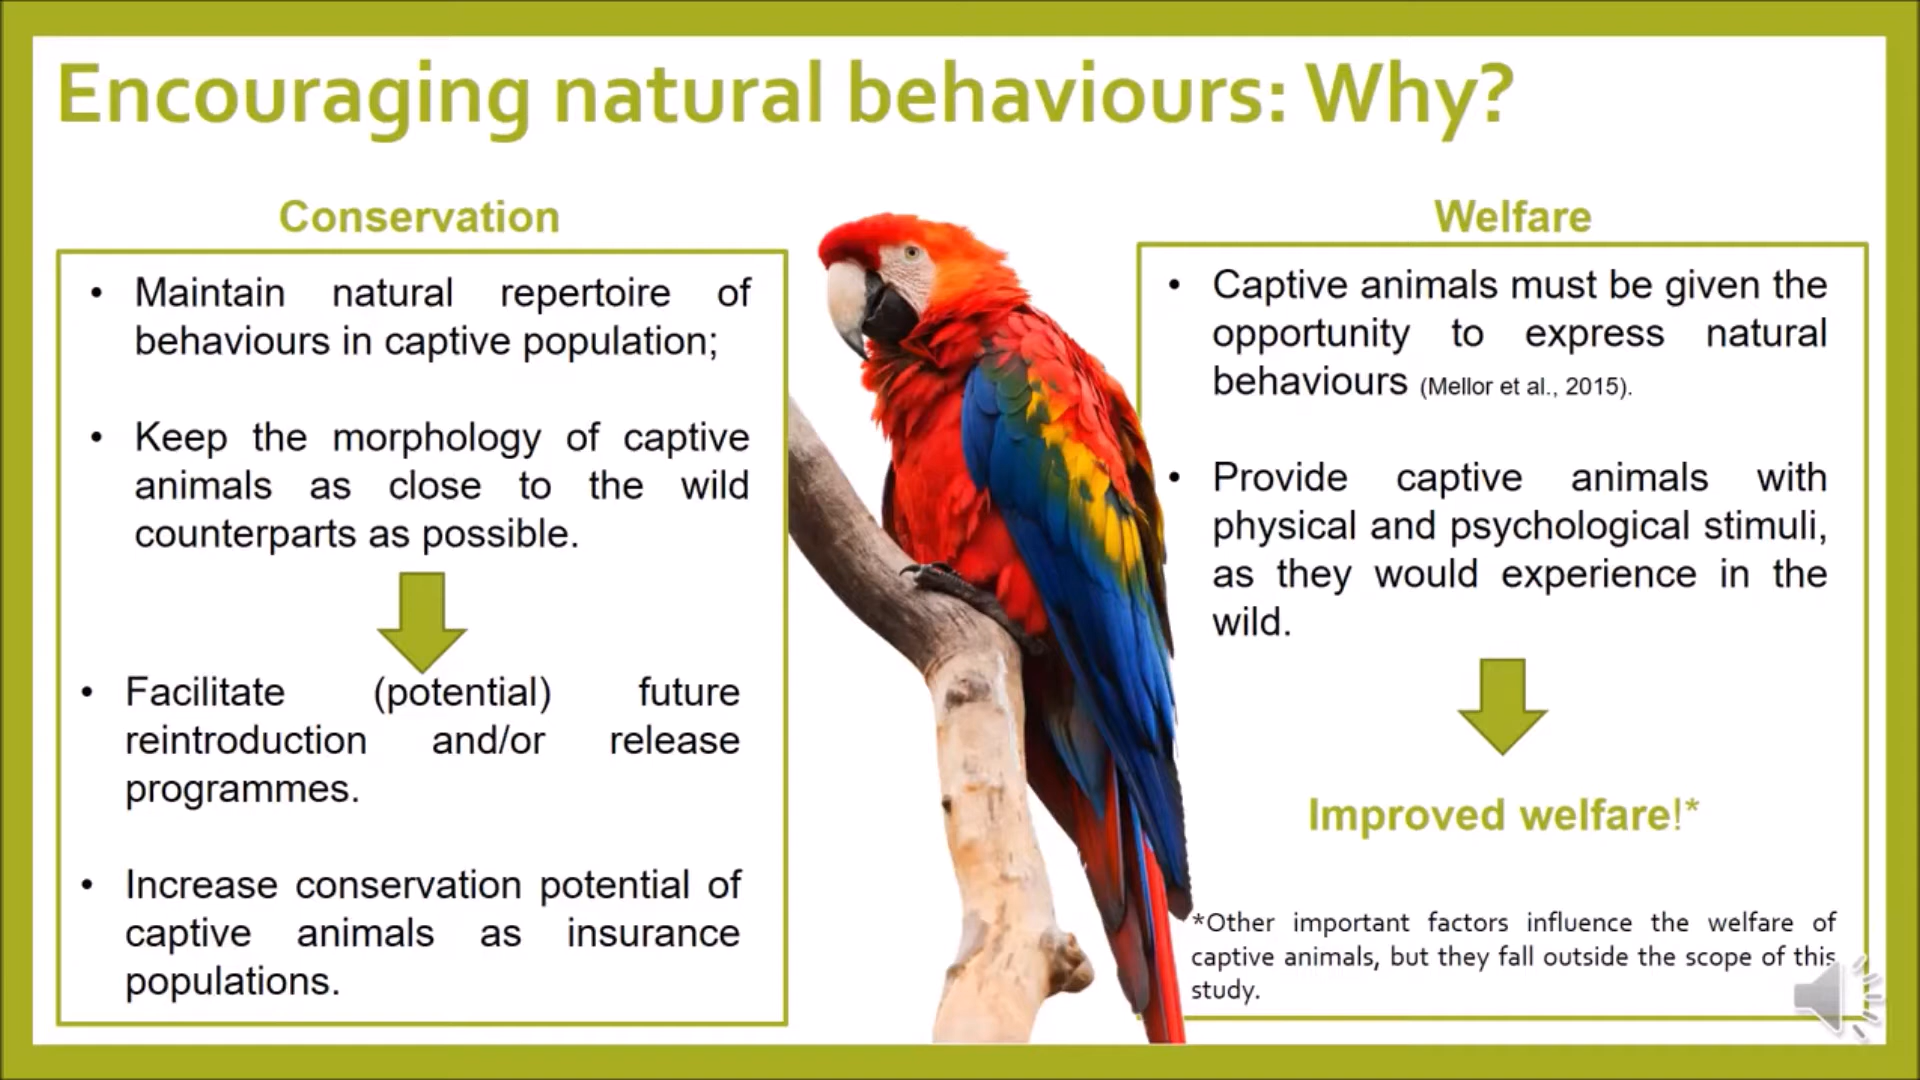 Encouraging natural behaviours: Why?
Conservation
• Maintain natural repertoire of
behaviours in captive population;
• Keep the morphology of captive
animals as close to the wild
counterparts as possible.
• Facilitate (potential) future
reintroduction and/or release
programmes.
• Increase conservation potential of
captive animals as insurance
populations.
Welfare
• Captive animals must be given the
opportunity to express natural
behaviours (Mellor et al., 2015).
• Provide captive animals with
physical and psychological stimuli,
as they would experience in the
wild.
Improved welfare!*
*Other important factors influence the welfare of
captive animals, but they fall outside the scope of this
study.